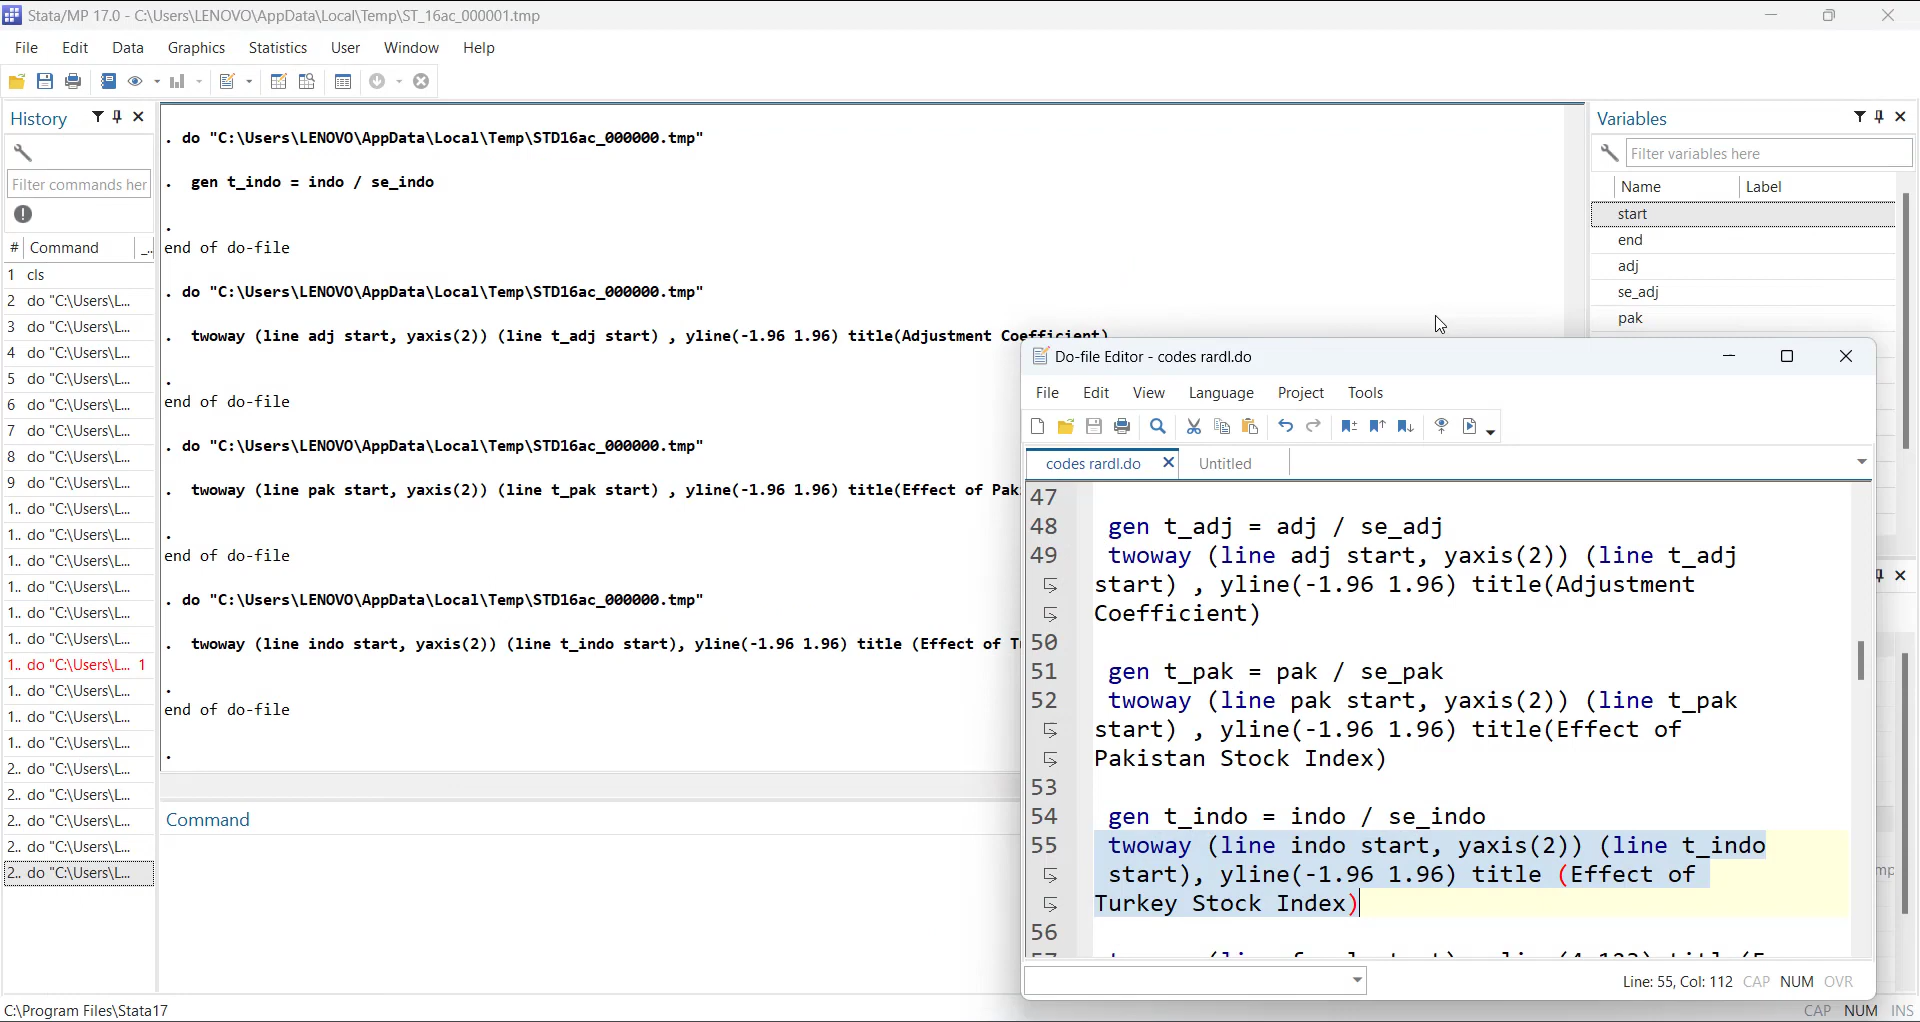 Stata/MP 17.0 - C:\Users\LENOVO\AppData\Local\Temp\ST_16ac_000001.tmp
File Edit Data Graphics Statistics User Window Help
History
Filter commands her
# Command
1 cls
2 do "C:\Users\L...
3 do "C:\Users\L...
4 do "C:\Users\L...
5 do "C:\Users\L...
6 do "C:\Users\L...
7 do "C:\Users\L...
8 do "C:\Users\L...
9 do "C:\Users\L...
1.. do "C:\Users\L...
1.. do "C:\Users\L...
1.. do "C:\Users\L...
1.. do "C:\Users\L...
1.. do "C:\Users\L...
1.. do "C:\Users\L...
1.. do "C:\Users\L... 1
1.. do "C:\Users\L...
1.. do "C:\Users\L...
1.. do "C:\Users\L...
2.. do "C:\Users\L...
2.. do "C:\Users\L...
2.. do "C:\Users\L...
2.. do "C:\Users\L...
2.. do "C:\Users\L...
. do "C:\Users\LENOVO\AppData\Local\Temp\STD16ac_000000.tmp"
. gen t_indo = indo / se_indo
.
end of do-file
. do "C:\Users\LENOVO\AppData\Local\Temp\STD16ac_000000.tmp"
. twoway (line adj start, yaxis(2)) (line t_adj start) , yline(-1.96 1.96) title(Adjustment Coefficient)
.
end of do-file
. do "C:\Users\LENOVO\AppData\Local\Temp\STD16ac_000000.tmp"
. twoway (line pak start, yaxis(2)) (line t_pak start) , yline(-1.96 1.96) title(Effect of Pak
.
end of do-file
. do "C:\Users\LENOVO\AppData\Local\Temp\STD16ac_000000.tmp"
. twoway (line indo start, yaxis(2)) (line t_indo start), yline(-1.96 1.96) title (Effect of T
.
end of do-file
.
Command
Variables
Filter variables here
Name Label
start
end
adj
se_adj
pak
Do-file Editor - codes rardl.do
File Edit View Language Project Tools
codes rardl.do Untitled
47
48 gen t_adj = adj / se_adj
49 twoway (line adj start, yaxis(2)) (line t_adj
start) , yline(-1.96 1.96) title(Adjustment
Coefficient)
50
51 gen t_pak = pak / se_pak
52 twoway (line pak start, yaxis(2)) (line t_pak
start) , yline(-1.96 1.96) title(Effect of
Pakistan Stock Index)
53
54 gen t_indo = indo / se_indo
55 twoway (line indo start, yaxis(2)) (line t_indo
start), yline(-1.96 1.96) title (Effect of
Turkey Stock Index)
56
Line: 55, Col: 112 CAP NUM OVR
mp
C:\Program Files\Stata17
CAP NUM INS